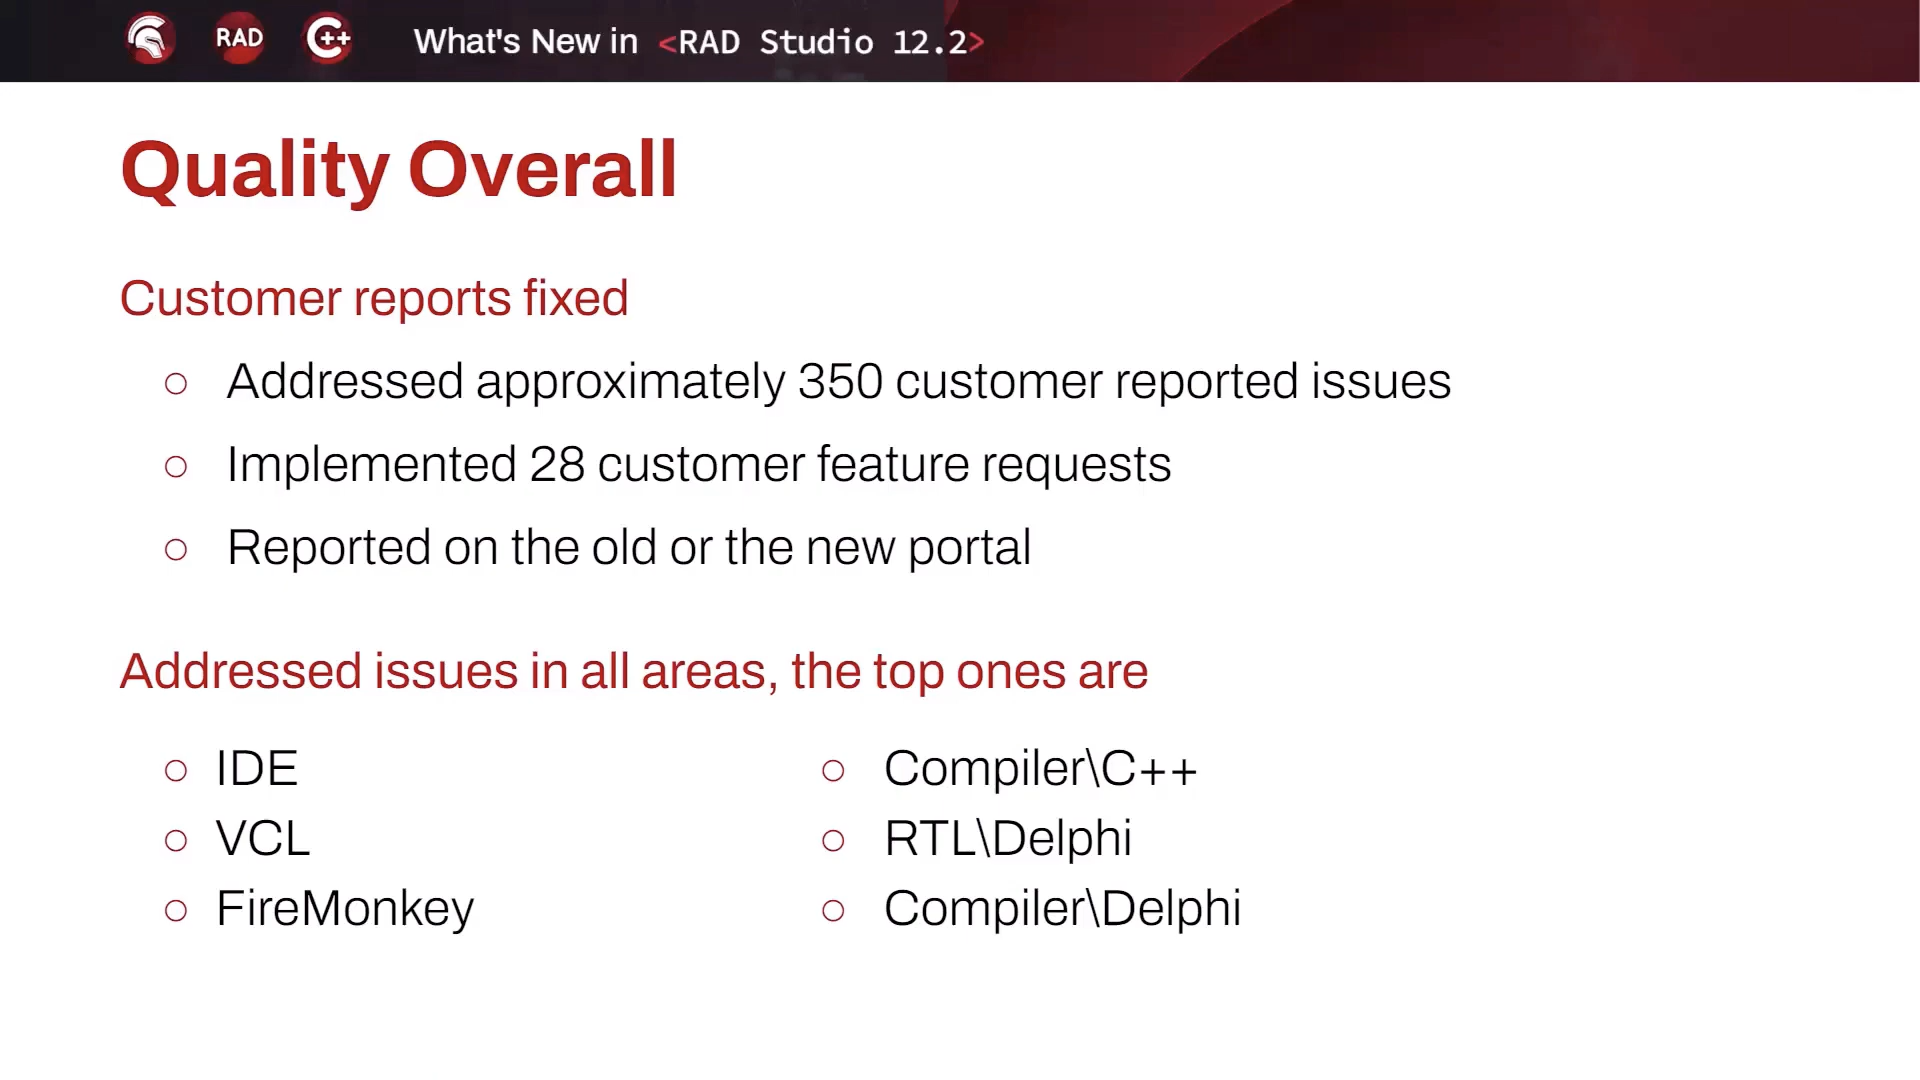 RAD C++ What's New in <RAD Studio 12.2>
Quality Overall
Customer reports fixed
Addressed approximately 350 customer reported issues
Implemented 28 customer feature requests
Reported on the old or the new portal
Addressed issues in all areas, the top ones are
IDE
VCL
FireMonkey
Compiler\C++
RTL\Delphi
Compiler\Delphi